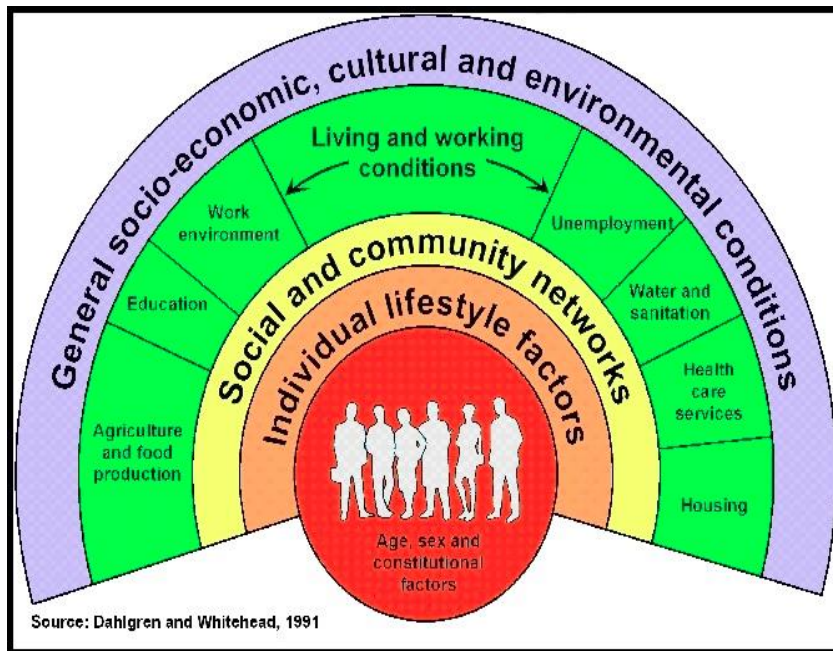 General socio-economic, cultural and environmental conditions
Living and working
conditions
Work
environment
Unemployment
Education
Water and
sanitation
Agriculture
and food
production
Health
care
services
Housing
Social and community networks
Individual lifestyle factors
Age, sex and
constitutional
factors
Source: Dahlgren and Whitehead, 1991